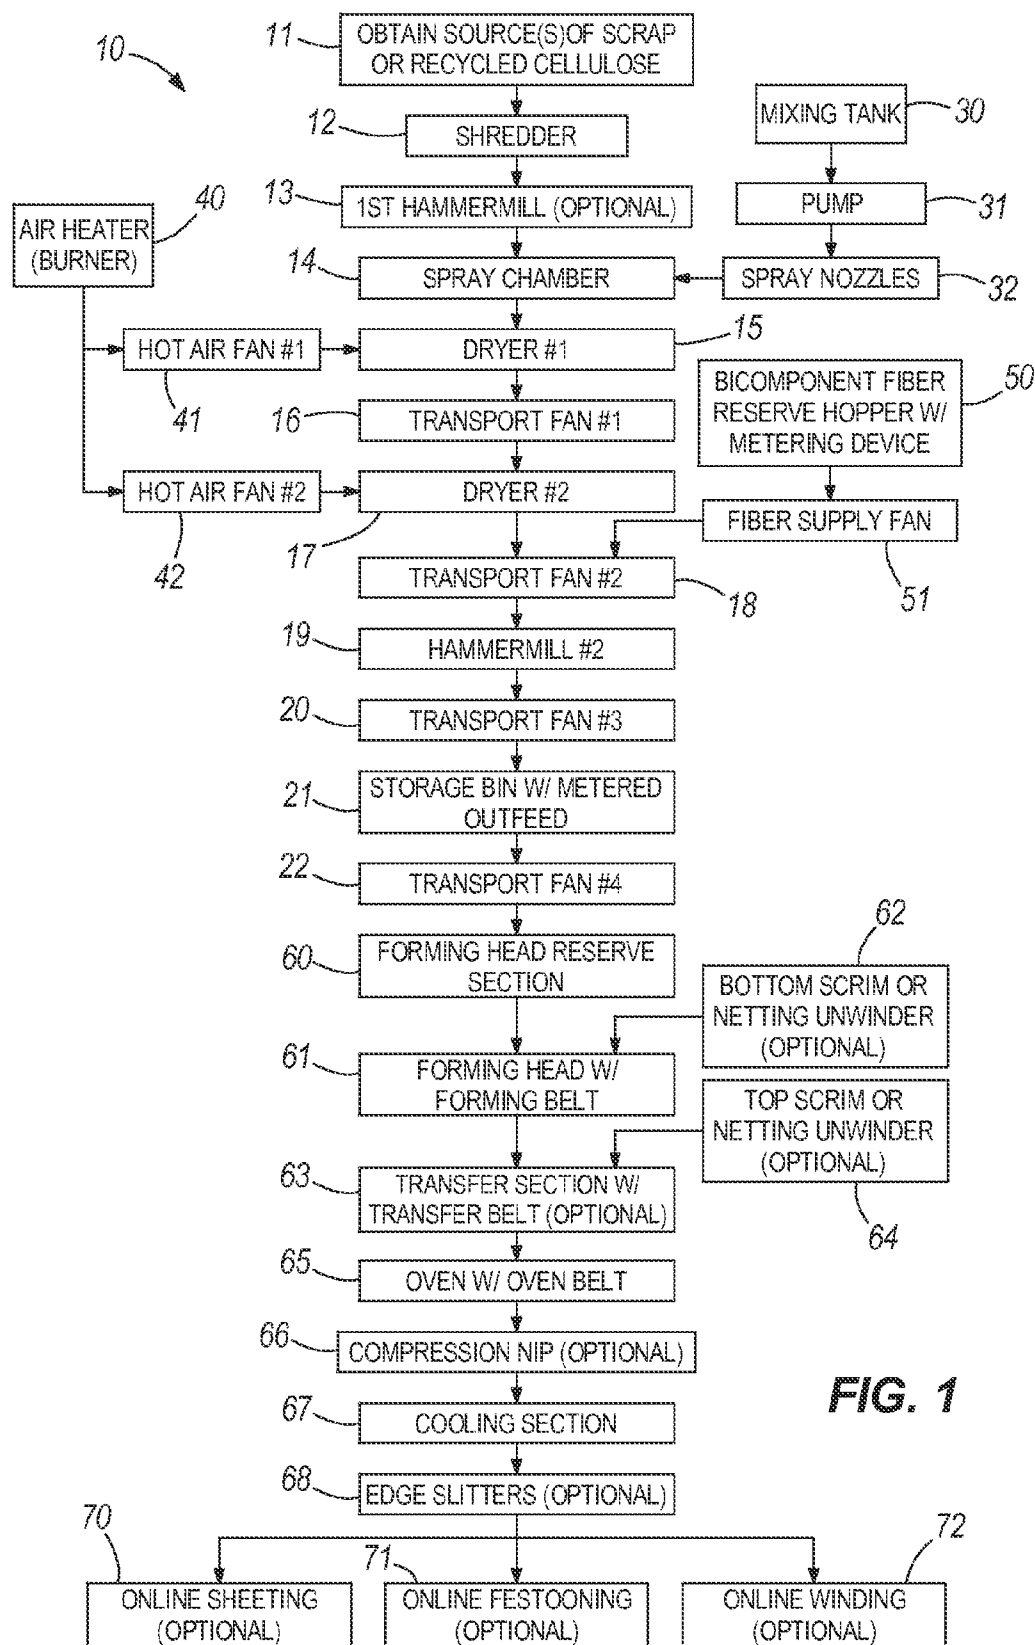 10
11
OBTAIN SOURCE(S)OF SCRAP
OR RECYCLED CELLULOSE
12
SHREDDER
MIXING TANK
30
13
1ST HAMMERMILL (OPTIONAL)
PUMP
31
40
AIR HEATER
(BURNER)
14
SPRAY CHAMBER
SPRAY NOZZLES
32
15
HOT AIR FAN #1
DRYER #1
41
16
TRANSPORT FAN #1
BICOMPONENT FIBER
RESERVE HOPPER W/
METERING DEVICE
50
HOT AIR FAN #2
DRYER #2
42
17
FIBER SUPPLY FAN
51
TRANSPORT FAN #2
18
19
HAMMERMILL #2
20
TRANSPORT FAN #3
21
STORAGE BIN W/ METERED
OUTFEED
22
TRANSPORT FAN #4
60
FORMING HEAD RESERVE
SECTION
62
BOTTOM SCRIM OR
NETTING UNWINDER
(OPTIONAL)
61
FORMING HEAD W/
FORMING BELT
TOP SCRIM OR
NETTING UNWINDER
(OPTIONAL)
64
63
TRANSFER SECTION W/
TRANSFER BELT (OPTIONAL)
65
OVEN W/ OVEN BELT
66
COMPRESSION NIP (OPTIONAL)
FIG. 1
67
COOLING SECTION
68
EDGE SLITTERS (OPTIONAL)
70
ONLINE SHEETING
(OPTIONAL)
71
ONLINE FESTOONING
(OPTIONAL)
72
ONLINE WINDING
(OPTIONAL)